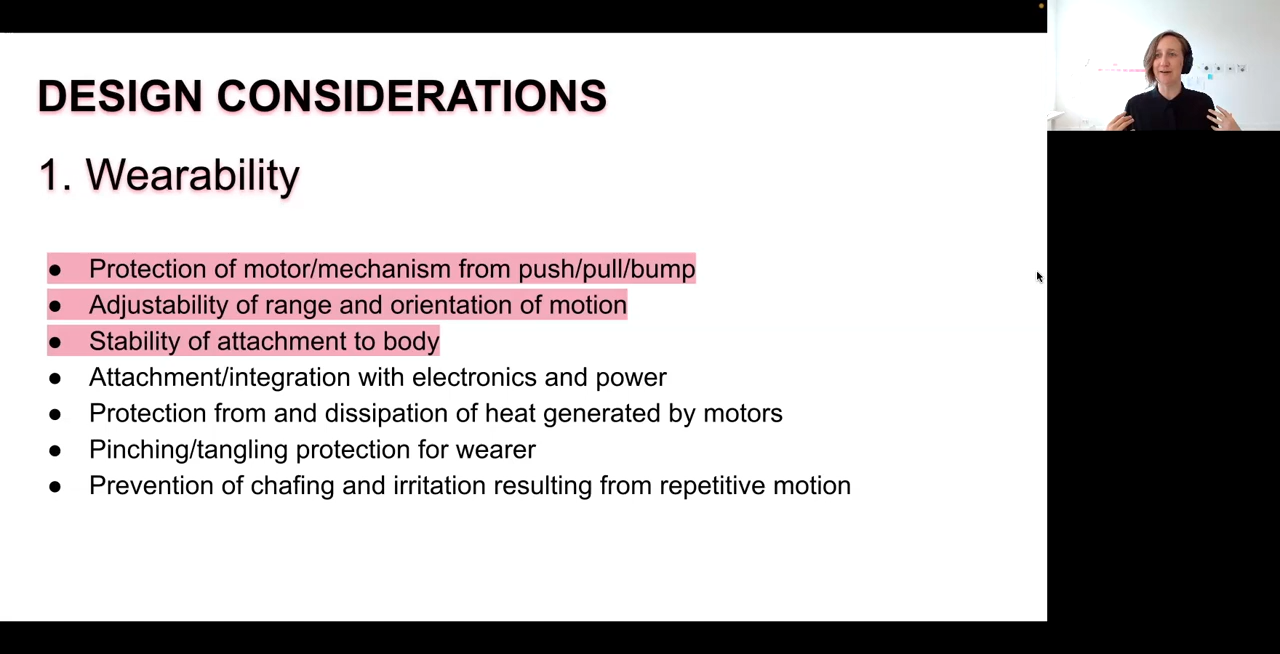 DESIGN CONSIDERATIONS
1. Wearability
● Protection of motor/mechanism from push/pull/bump
● Adjustability of range and orientation of motion
● Stability of attachment to body
● Attachment/integration with electronics and power
● Protection from and dissipation of heat generated by motors
● Pinching/tangling protection for wearer
● Prevention of chafing and irritation resulting from repetitive motion